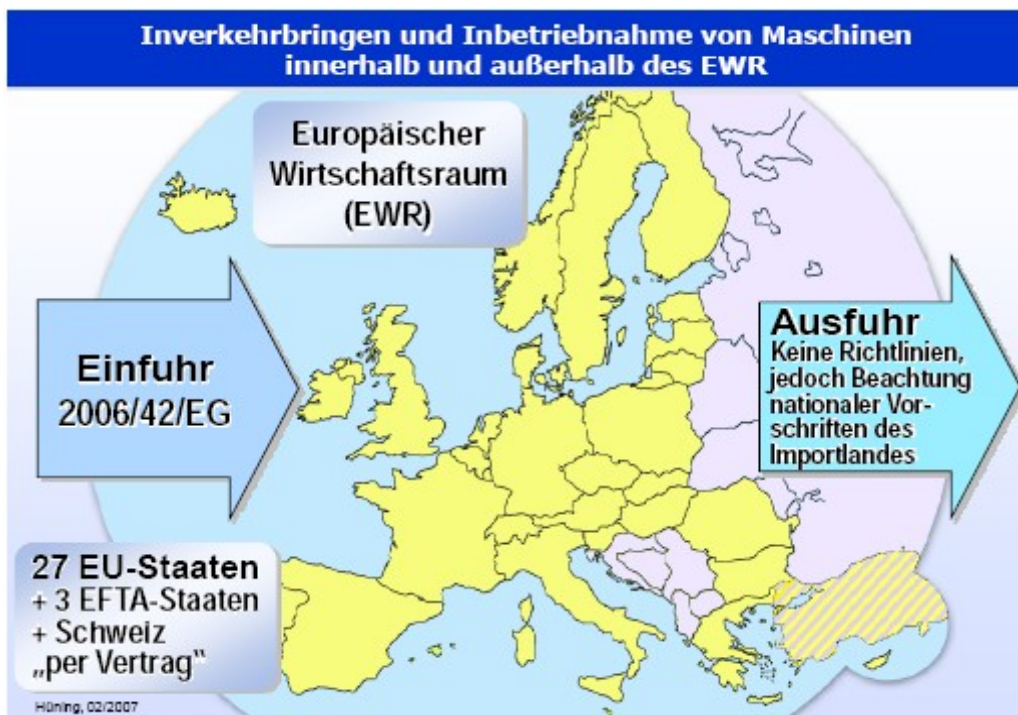 Inverkehrbringen und Inbetriebnahme von Maschinen
innerhalb und außerhalb des EWR
Europäischer
Wirtschaftsraum
(EWR)
Einfuhr
2006/42/EG
Ausfuhr
Keine Richtlinien,
jedoch Beachtung
nationaler Vor-
schriften des
Importlandes
27 EU-Staaten
+ 3 EFTA-Staaten
+ Schweiz
„per Vertrag“
Hüning, 02/2007